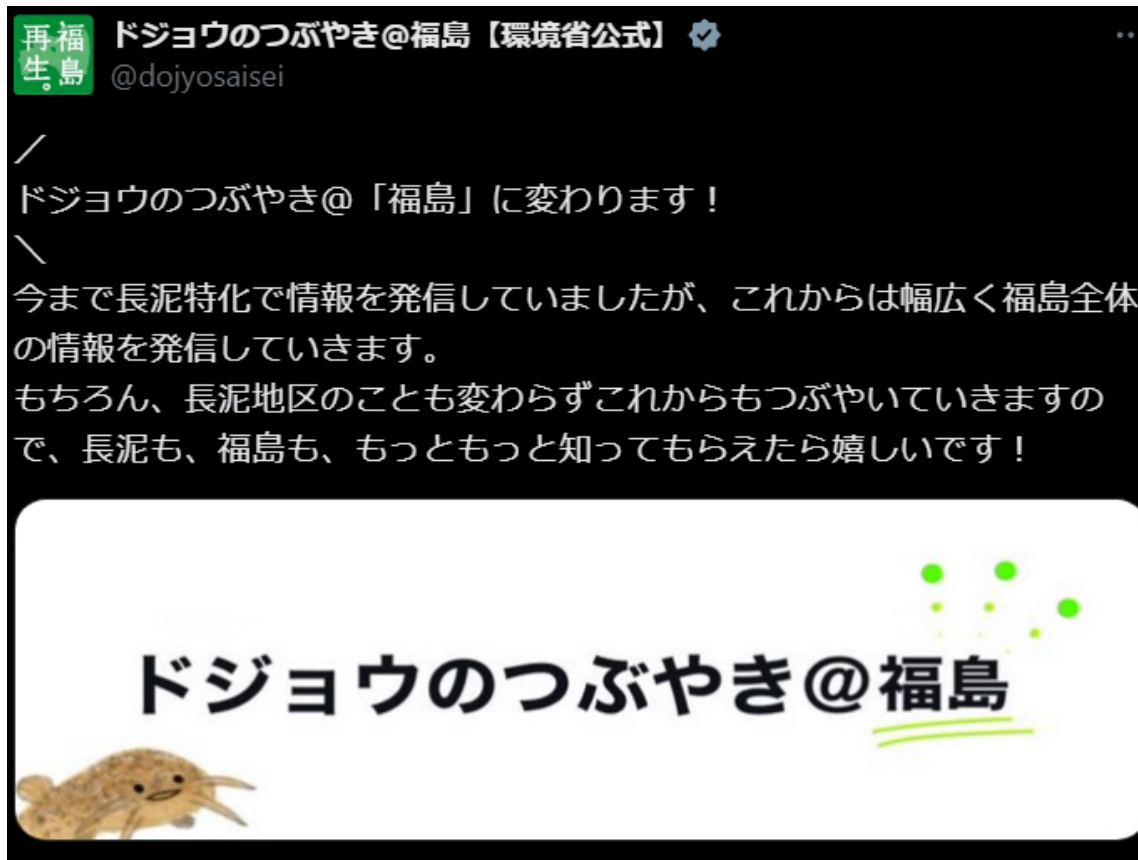 再福
生。島
ドジョウのつぶやき@福島【環境省公式】
@dojyosaisei
／
ドジョウのつぶやき@「福島」に変わります！
＼
今まで長泥特化で情報を発信していましたが、これからは幅広く福島全体
の情報を発信していきます。
もちろん、長泥地区のことも変わらずこれからもつぶやいていきますの
で、長泥も、福島も、もっともっと知ってもらえたら嬉しいです！
ドジョウのつぶやき@福島